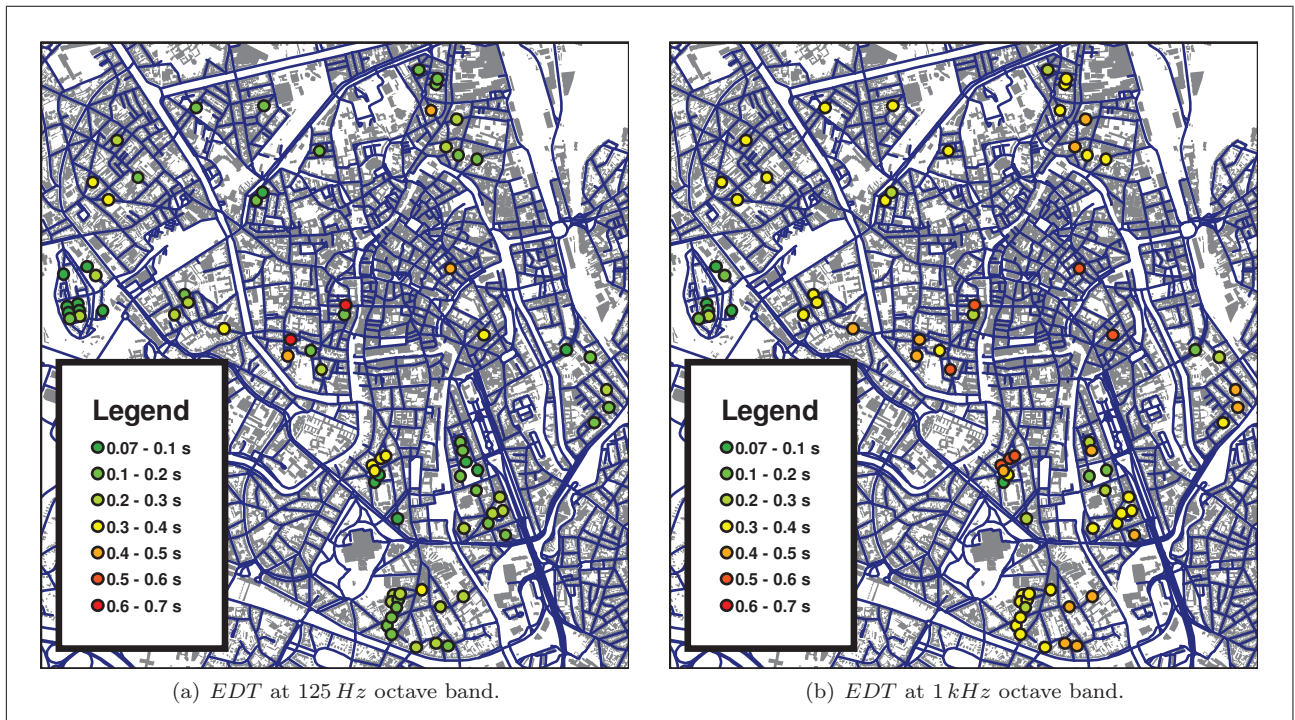 Legend
0.07 - 0.1 s
0.1 - 0.2 s
0.2 - 0.3 s
0.3 - 0.4 s
0.4 - 0.5 s
0.5 - 0.6 s
0.6 - 0.7 s
(a) EDT at 125 Hz octave band.
Legend
0.07 - 0.1 s
0.1 - 0.2 s
0.2 - 0.3 s
0.3 - 0.4 s
0.4 - 0.5 s
0.5 - 0.6 s
0.6 - 0.7 s
(b) EDT at 1 kHz octave band.